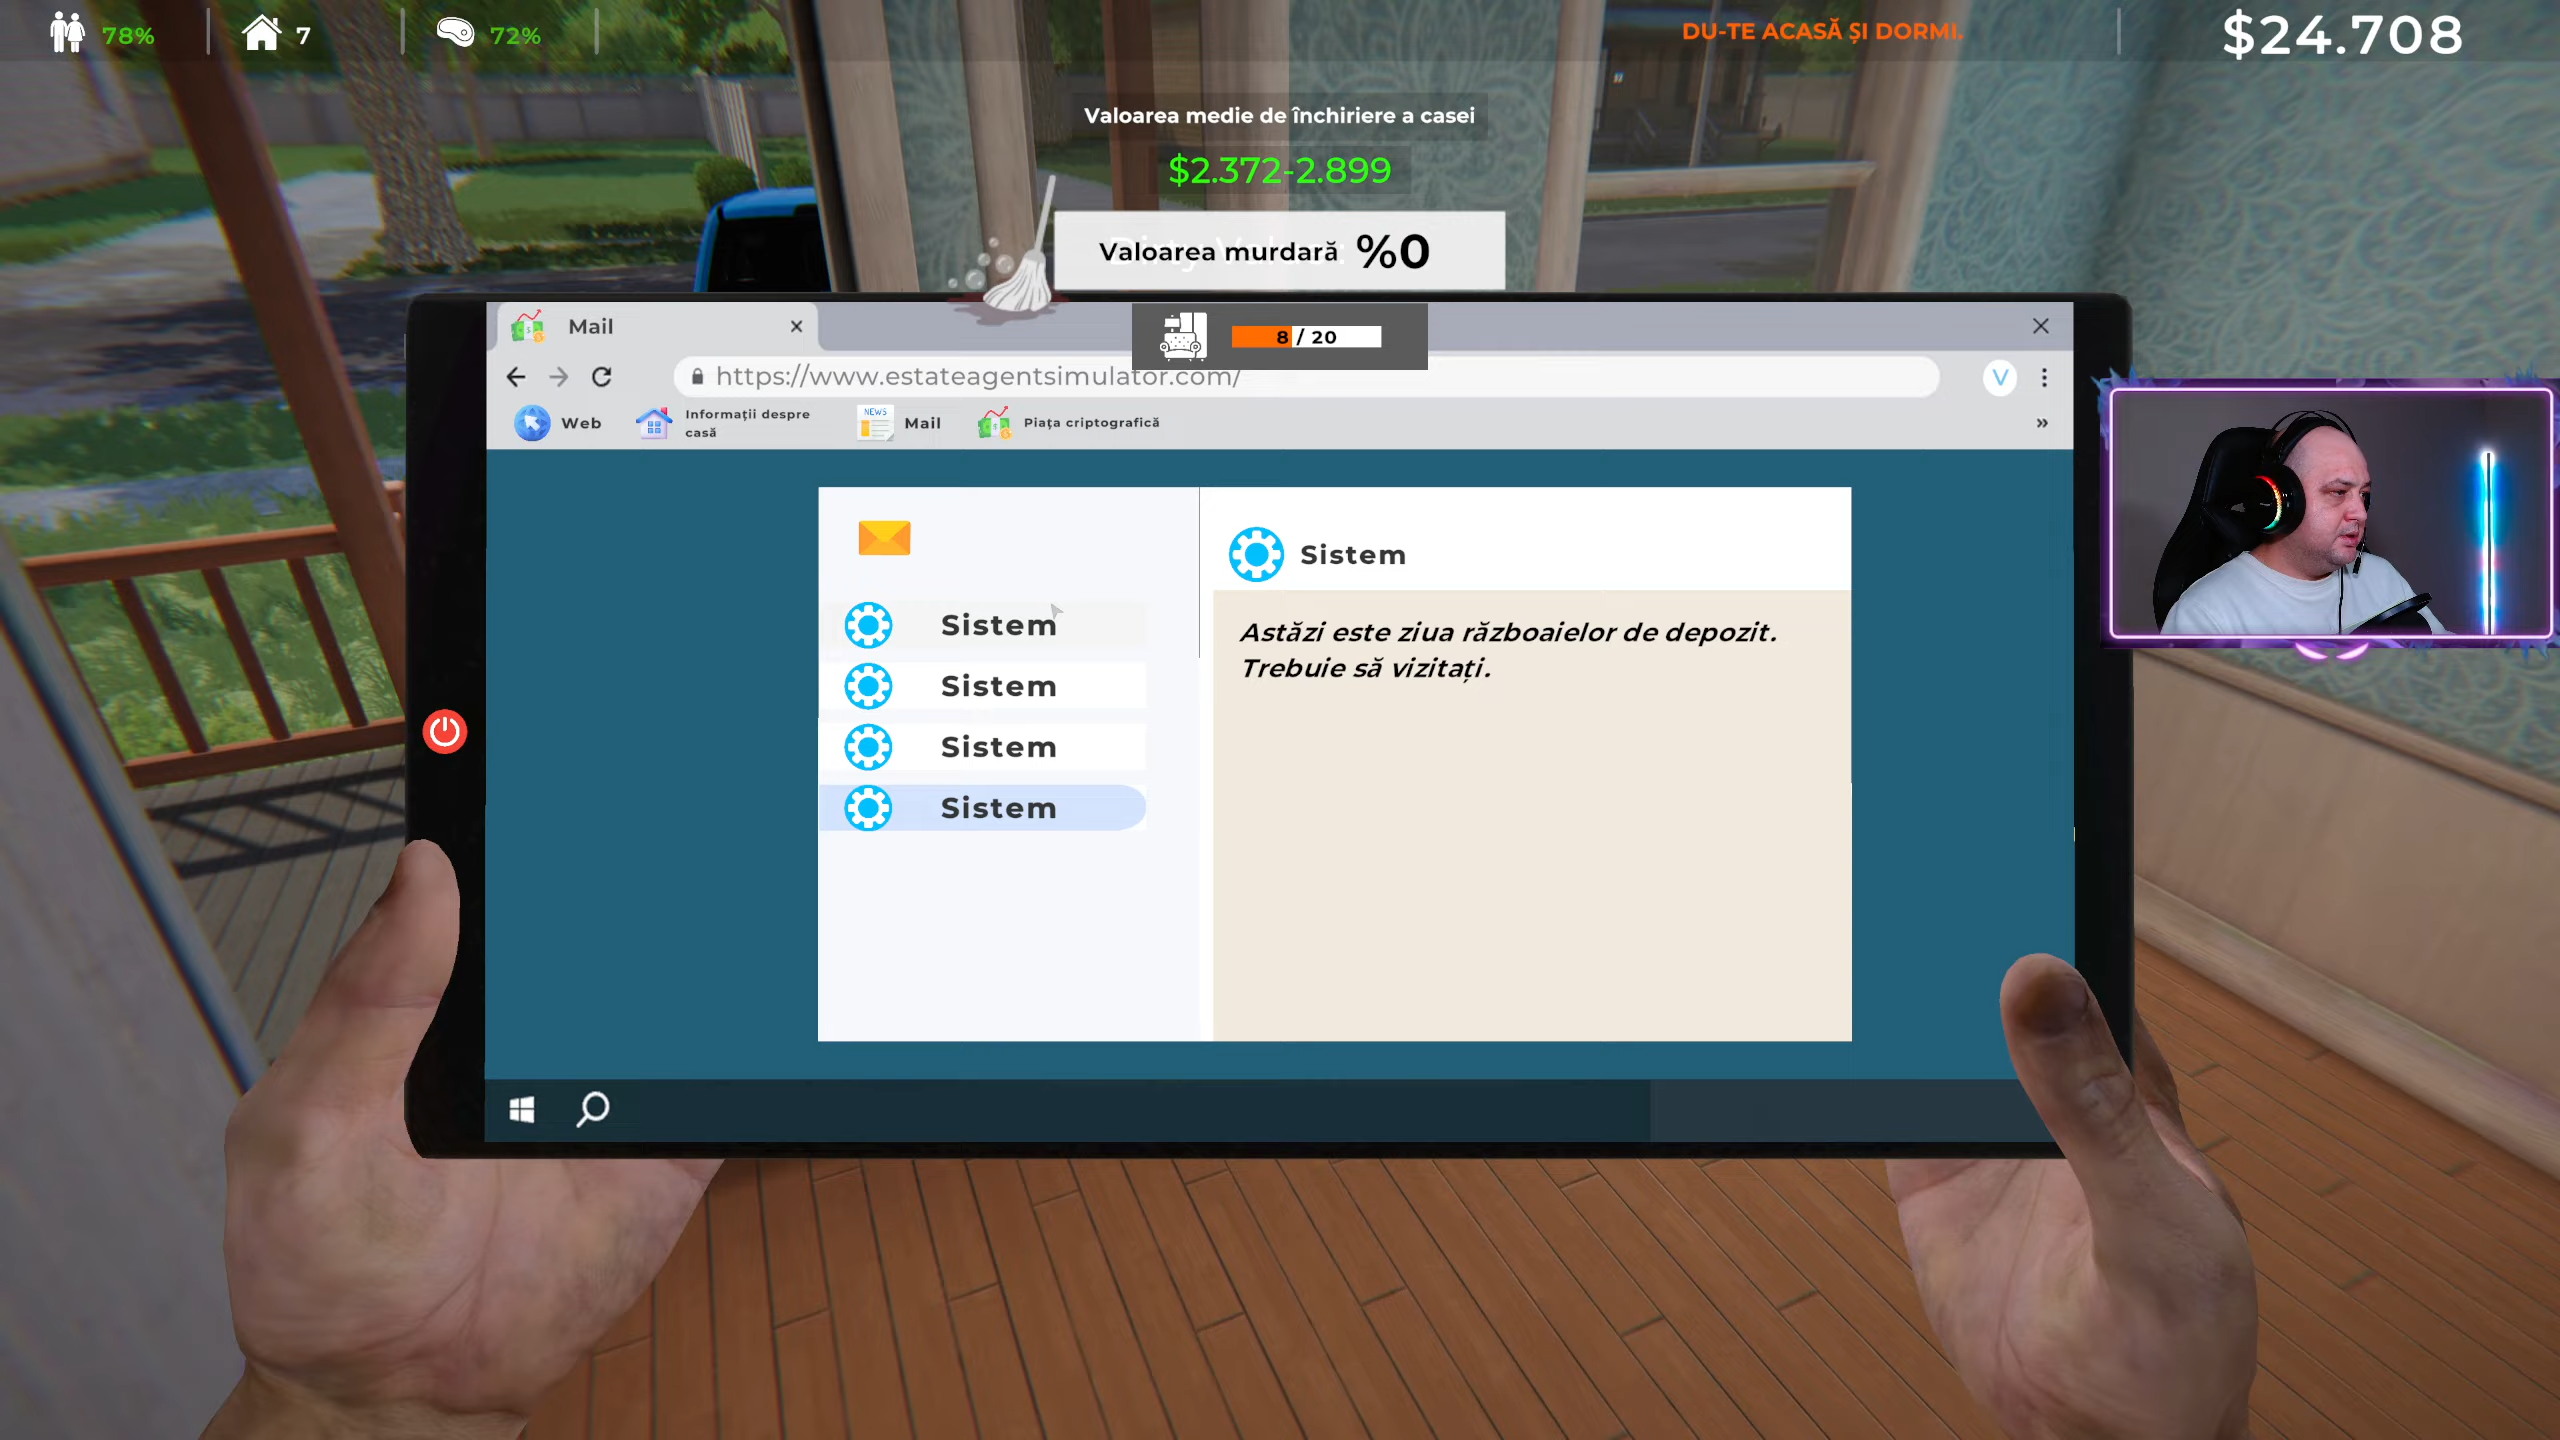 78%
7
72%
DU-TE ACASĂ ȘI DORMI.
$24.708
Valoarea medie de închiriere a casei
$2.372-2.899
Valoarea murdară %0
8 / 20
Mail
https://www.estateagentsimulator.com/
V
Web
Informații despre
casă
NEWS
Mail
Piața criptografică
»
Sistem
Sistem
Sistem
Sistem
Sistem
Astăzi este ziua războaielor de depozit.
Trebuie să vizitați.